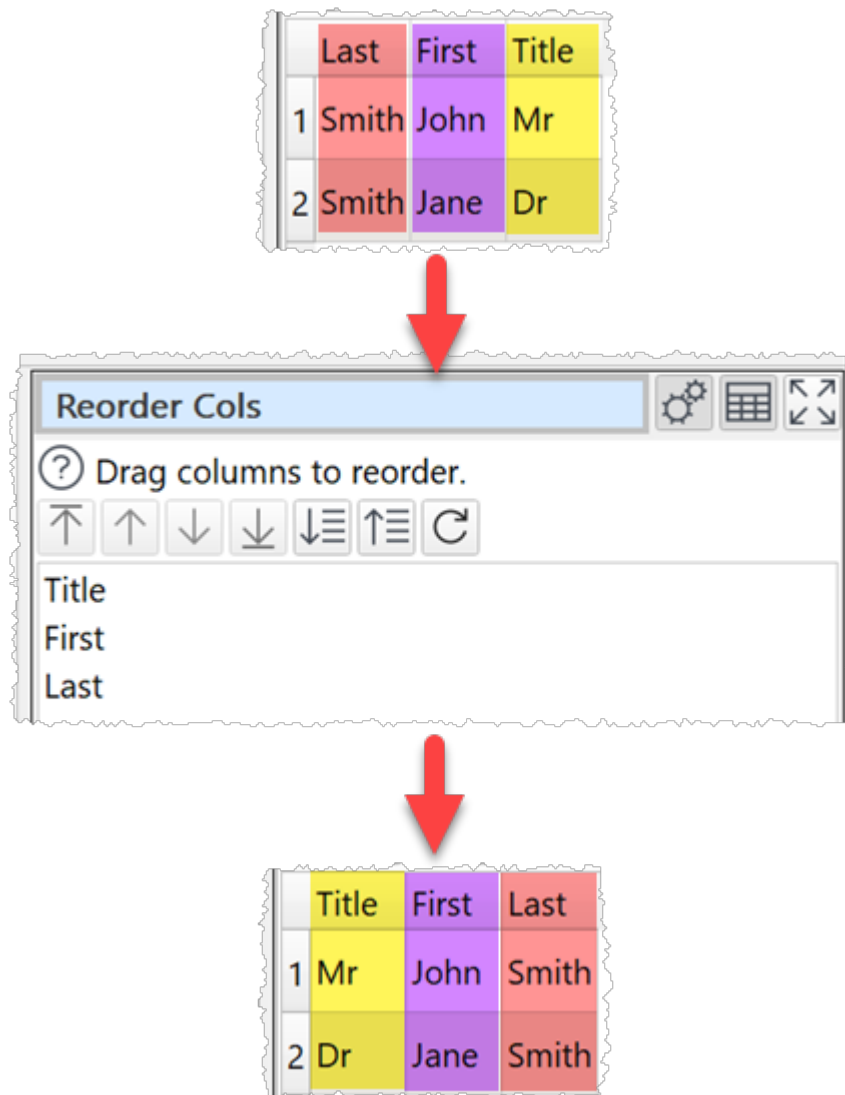 Last First Title
1 Smith John Mr
2 Smith Jane Dr
Reorder Cols
? Drag columns to reorder.
Title
First
Last
Title First Last
1 Mr John Smith
2 Dr Jane Smith